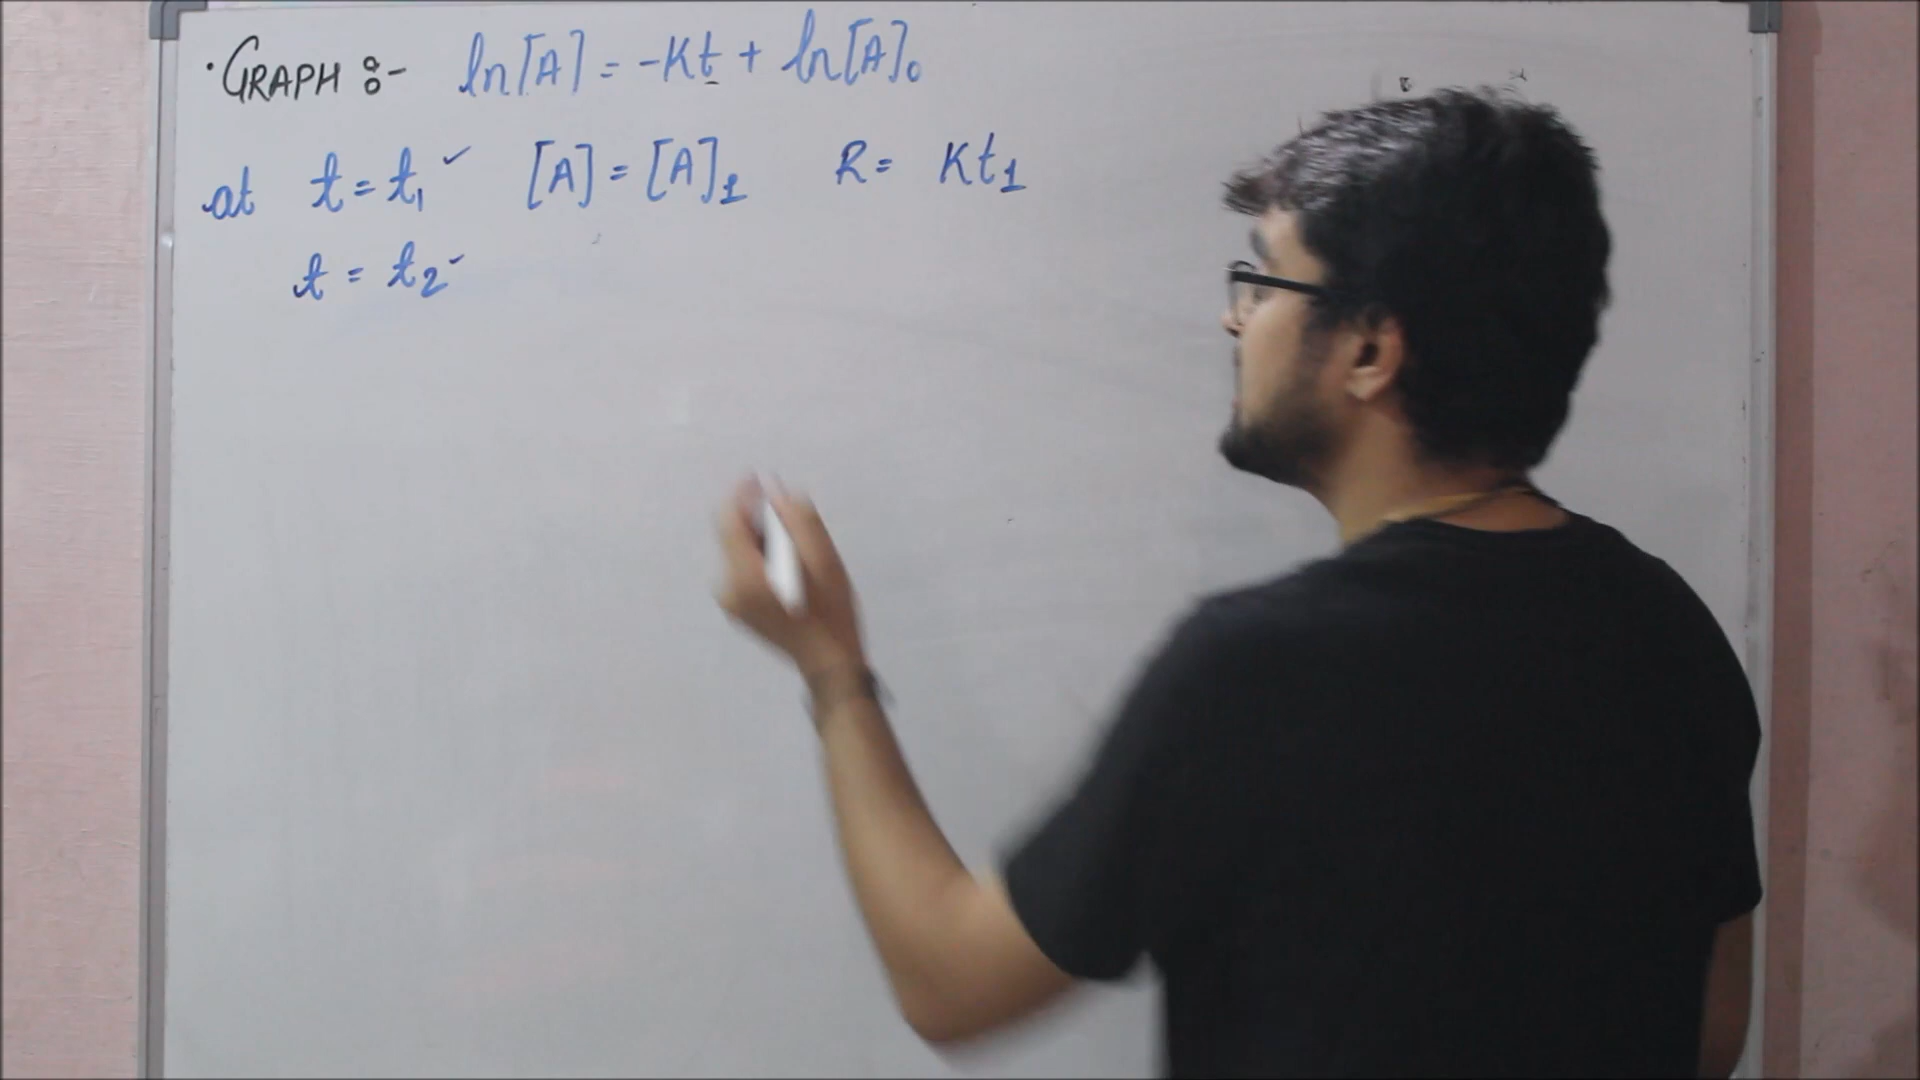 · GRAPH :- ln[A] = -Kt + ln[A]₀
at t = t₁ ✓ [A] = [A]₁ R = Kt₁
t = t₂ ✓